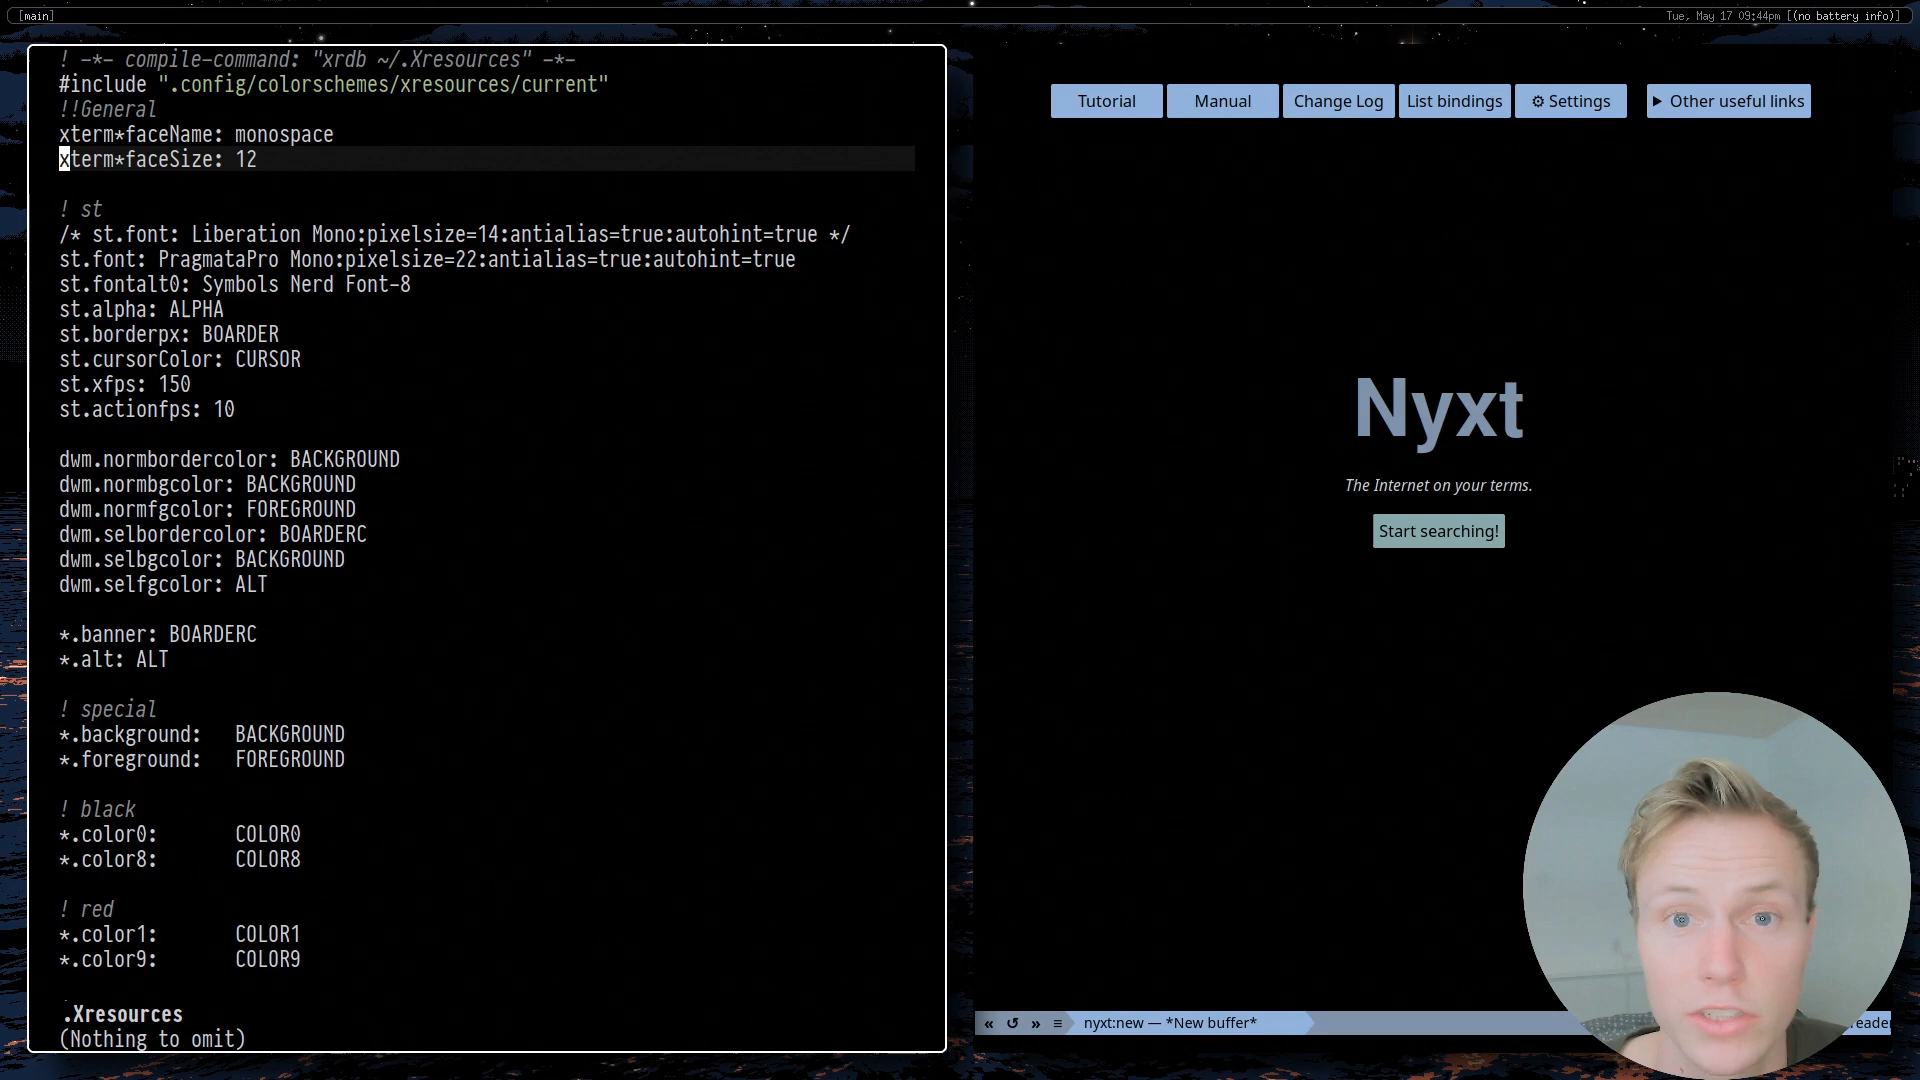 [main]
Tue, May 17 09:44pm [(no battery info)]
! -*- compile-command: "xrdb ~/.Xresources" -*-
#include ".config/colorschemes/xresources/current"
!!General
xterm*faceName: monospace
xterm*faceSize: 12
! st
/* st.font: Liberation Mono:pixelsize=14:antialias=true:autohint=true */
st.font: PragmataPro Mono:pixelsize=22:antialias=true:autohint=true
st.fontalt0: Symbols Nerd Font-8
st.alpha: ALPHA
st.borderpx: BOARDER
st.cursorColor: CURSOR
st.xfps: 150
st.actionfps: 10
dwm.normbordercolor: BACKGROUND
dwm.normbgcolor: BACKGROUND
dwm.normfgcolor: FOREGROUND
dwm.selbordercolor: BOARDERC
dwm.selbgcolor: BACKGROUND
dwm.selfgcolor: ALT
*.banner: BOARDERC
*.alt: ALT
! special
*.background: BACKGROUND
*.foreground: FOREGROUND
! black
*.color0: COLOR0
*.color8: COLOR8
! red
*.color1: COLOR1
*.color9: COLOR9
.Xresources
(Nothing to omit)
Tutorial
Manual
Change Log
List bindings
⚙ Settings
▶ Other useful links
Nyxt
The Internet on your terms.
Start searching!
« ↺ » ≡ nyxt:new — *New buffer*